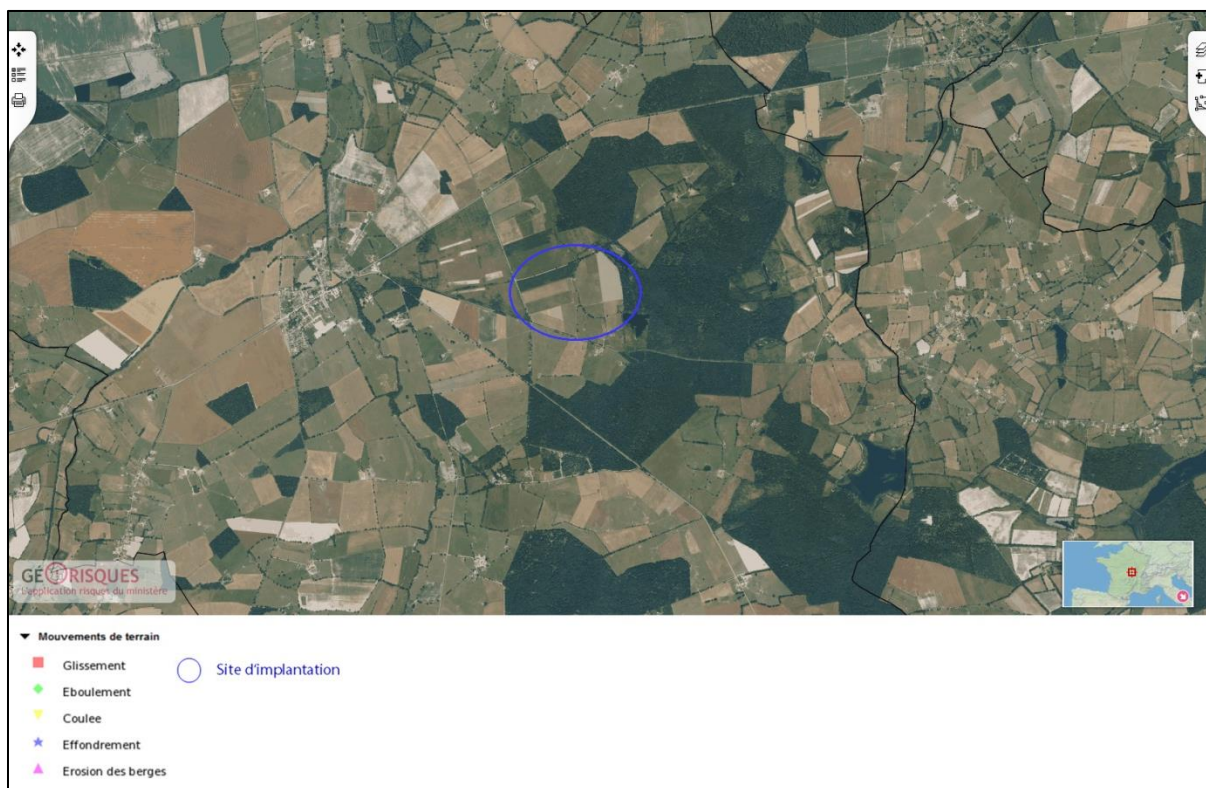 GÉORISQUES
L'application risques du ministère
Mouvements de terrain
Glissement
Site d'implantation
Eboulement
Coulee
Effondrement
Erosion des berges